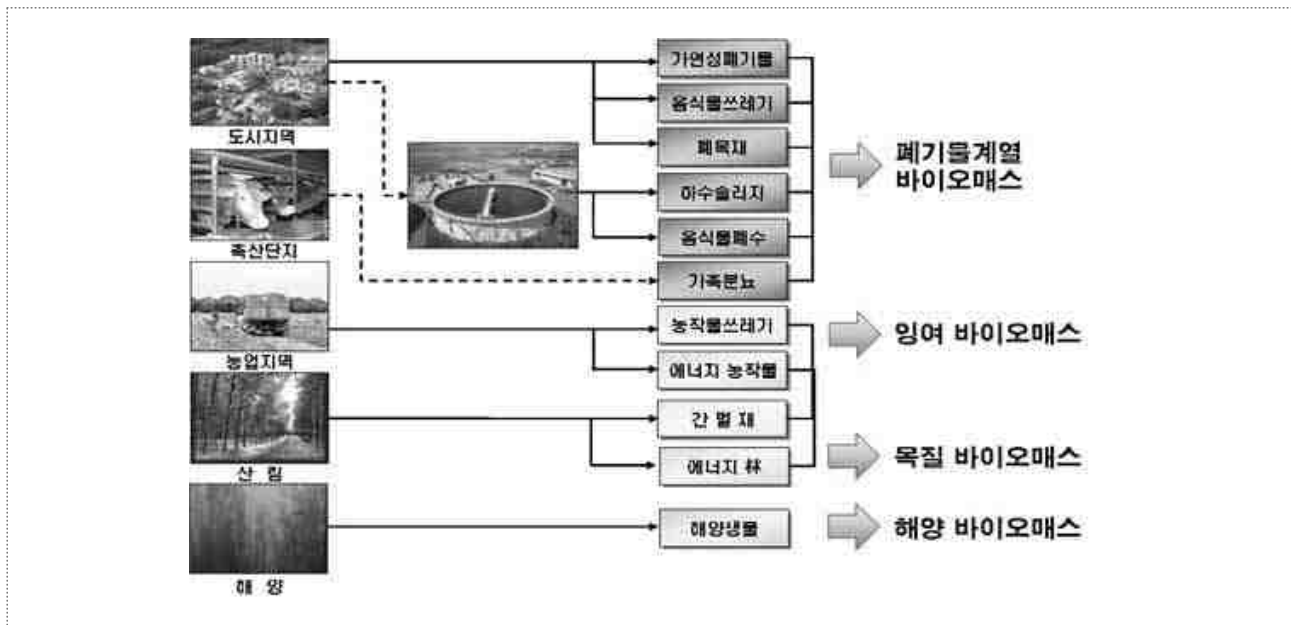 도시지역
축산단지
농업지역
산 림
해 양
가연성폐기물
음식물쓰레기
폐목재
하수슬러지
음식물폐수
가축분뇨
농작물쓰레기
에너지 농작물
간 벌 재
에너지 林
해양생물
폐기물계열
바이오매스
잉여 바이오매스
목질 바이오매스
해양 바이오매스